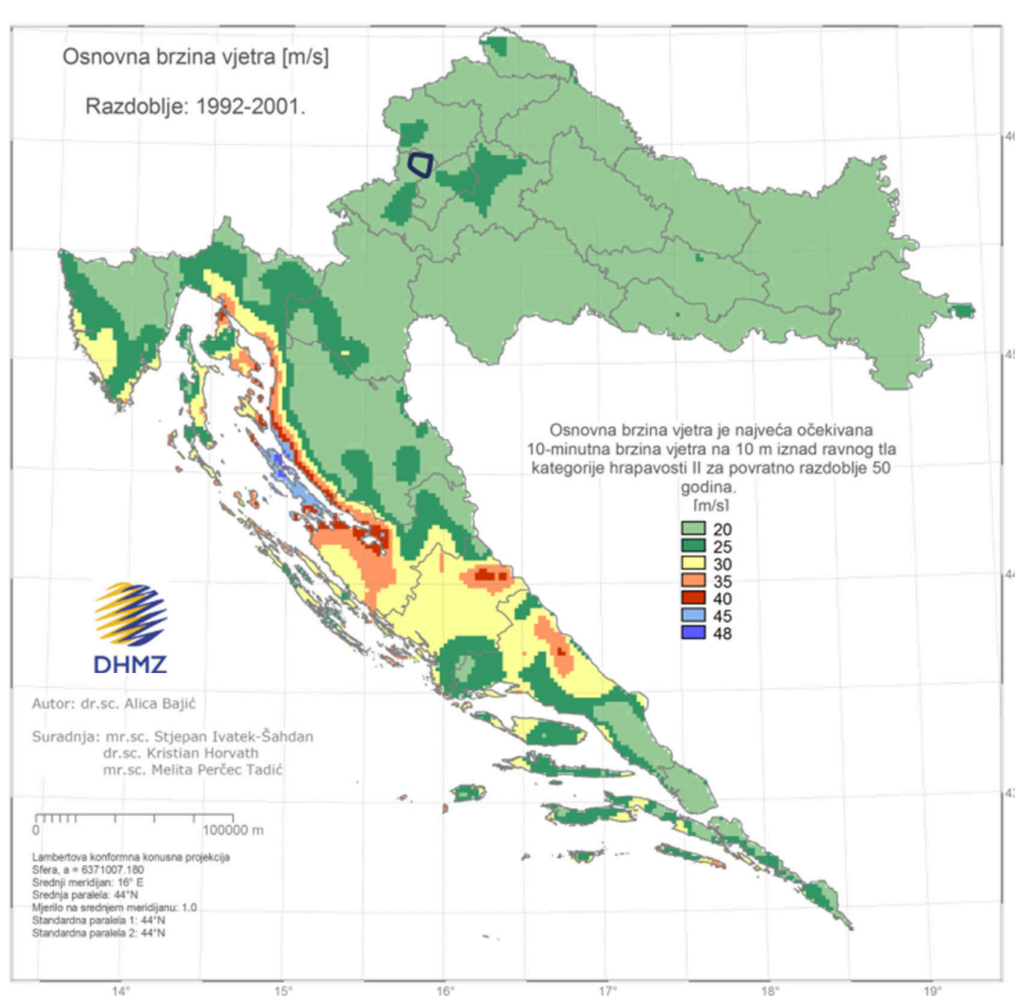 Osnovna brzina vjetra [m/s]
Razdoblje: 1992-2001.
Osnovna brzina vjetra je najveća očekivana
10-minutna brzina vjetra na 10 m iznad ravnog tla
kategorije hrapavosti II za povratno razdoblje 50
godina.
[m/s]
20
25
30
35
40
45
48
DHMZ
Autor: dr.sc. Alica Bajić
Suradnja: mr.sc. Stjepan Ivatek-Šahdan
dr.sc. Kristian Horvath
mr.sc. Melita Perčec Tadić
0
100000 m
Lambertova konformna konusna projekcija
Sfera, a = 6371007.180
Srednji meridijan: 16° E
Srednja paralela: 44°N
Mjerilo na srednjem meridijanu: 1.0
Standardna paralela 1: 44°N
Standardna paralela 2: 44°N
14°
15°
16°
17°
18°
19°